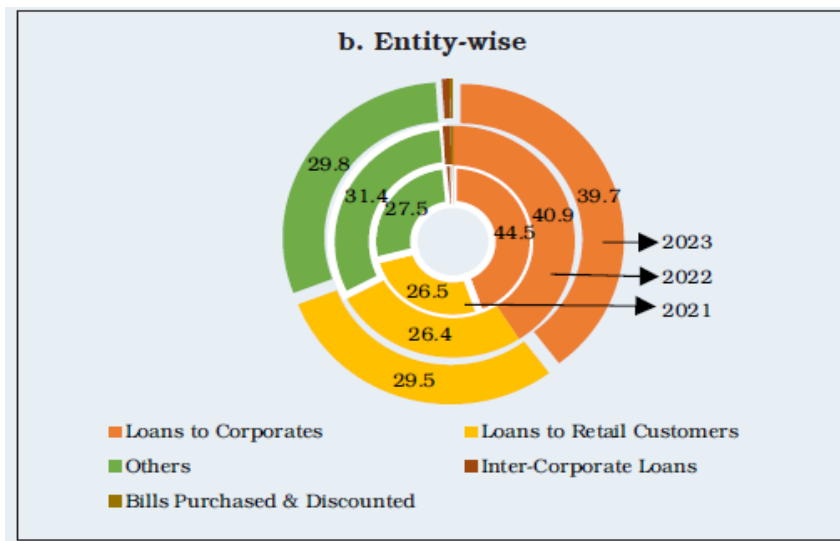 b. Entity-wise
29.8
31.4
27.5
39.7
40.9
44.5
2023
2022
2021
26.5
26.4
29.5
Loans to Corporates
Loans to Retail Customers
Others
Inter-Corporate Loans
Bills Purchased & Discounted